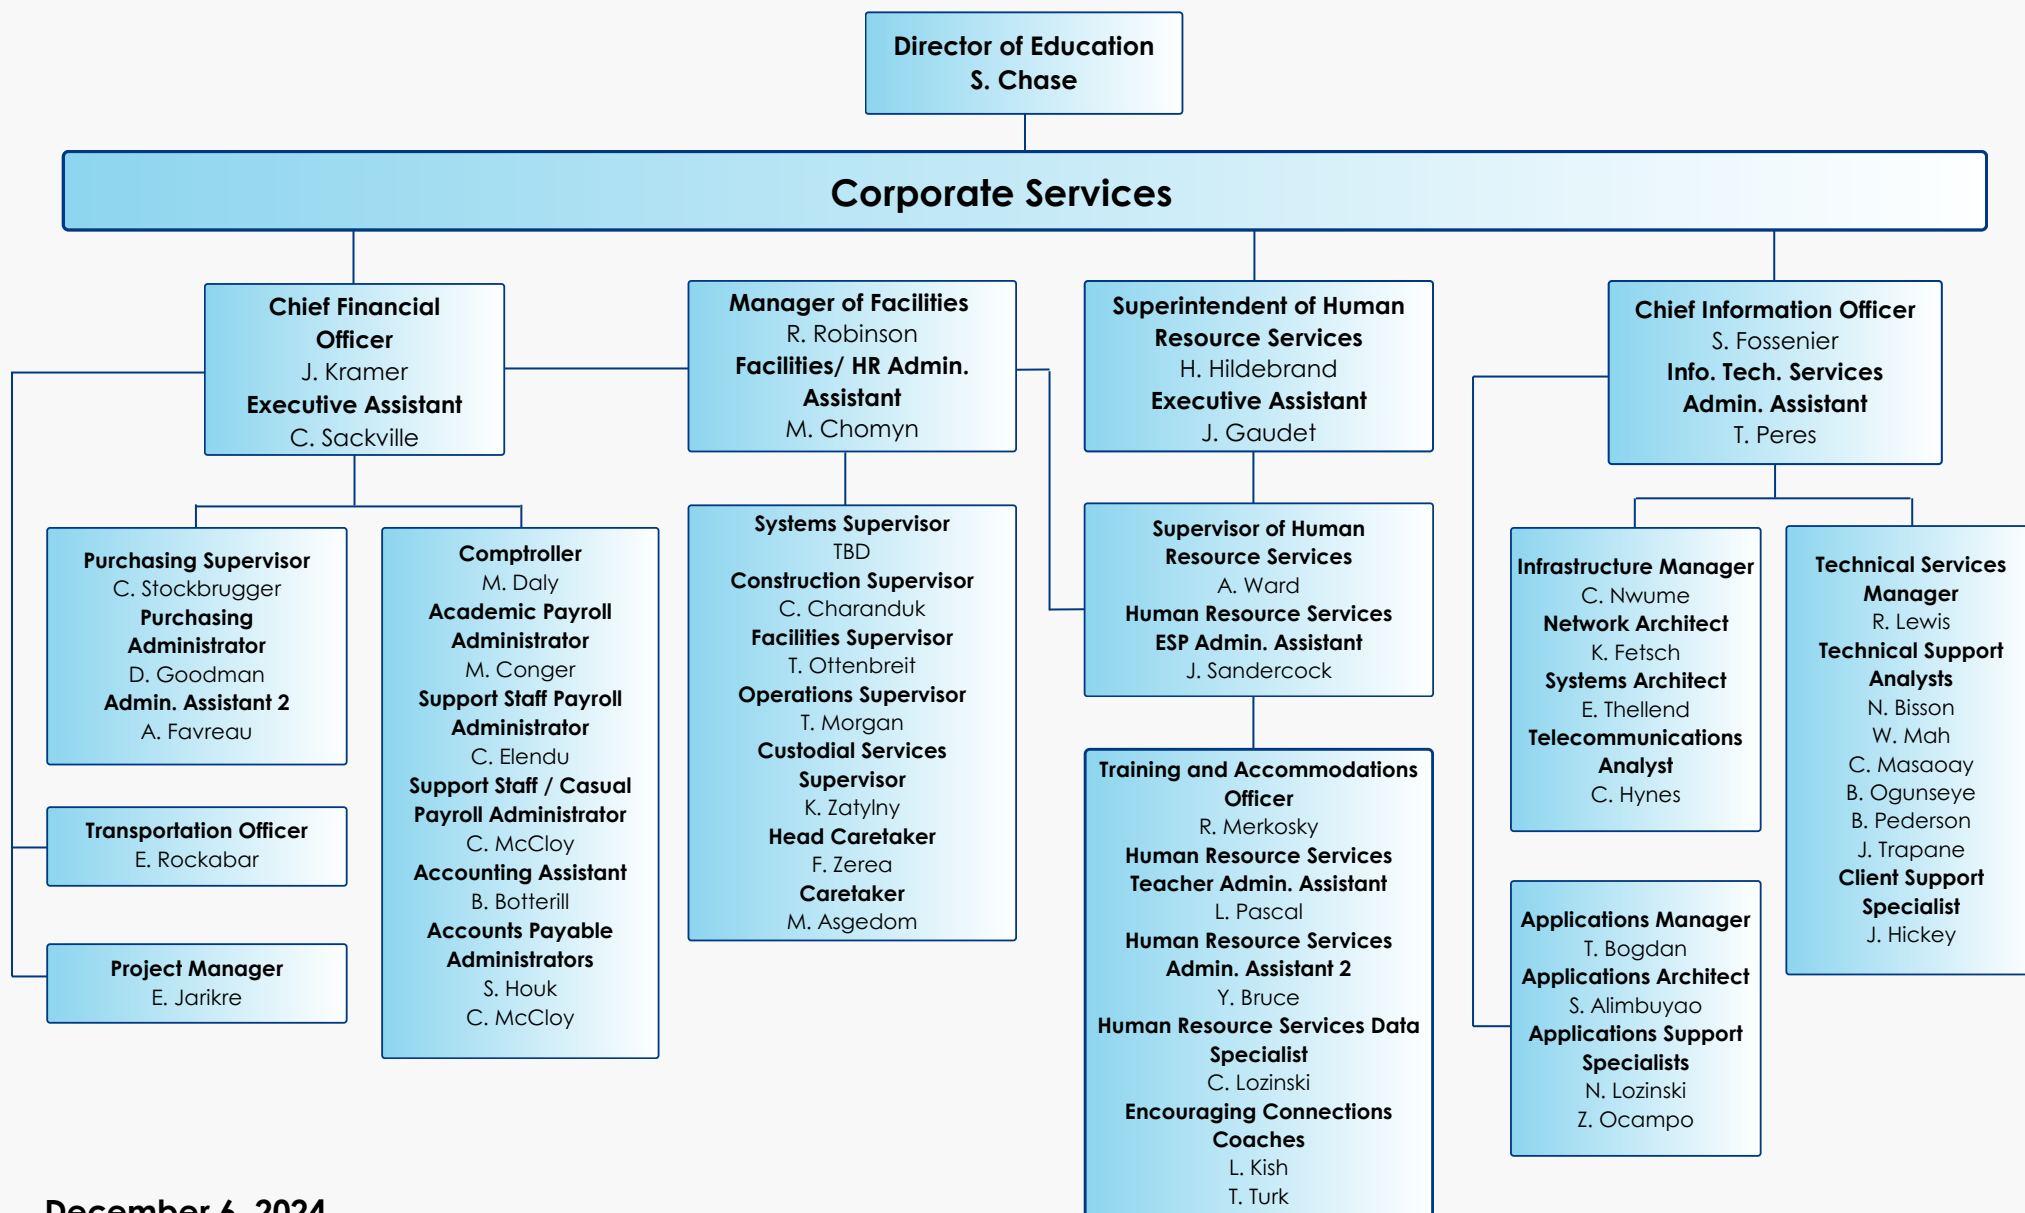 Director of Education
S. Chase
Corporate Services
Chief Financial
Officer
J. Kramer
Executive Assistant
C. Sackville
Manager of Facilities
R. Robinson
Facilities/ HR Admin.
Assistant
M. Chomyn
Superintendent of Human
Resource Services
H. Hildebrand
Executive Assistant
J. Gaudet
Chief Information Officer
S. Fossenier
Info. Tech. Services
Admin. Assistant
T. Peres
Purchasing Supervisor
C. Stockbrugger
Purchasing
Administrator
D. Goodman
Admin. Assistant 2
A. Favreau
Transportation Officer
E. Rockabar
Project Manager
E. Jarikre
Comptroller
M. Daly
Academic Payroll
Administrator
M. Conger
Support Staff Payroll
Administrator
C. Elendu
Support Staff / Casual
Payroll Administrator
C. McCloy
Accounting Assistant
B. Botterill
Accounts Payable
Administrators
S. Houk
C. McCloy
Systems Supervisor
TBD
Construction Supervisor
C. Charanduk
Facilities Supervisor
T. Ottenbreit
Operations Supervisor
T. Morgan
Custodial Services
Supervisor
K. Zatylny
Head Caretaker
F. Zerea
Caretaker
M. Asgedom
Supervisor of Human
Resource Services
A. Ward
Human Resource Services
ESP Admin. Assistant
J. Sandercock
Training and Accommodations
Officer
R. Merkosky
Human Resource Services
Teacher Admin. Assistant
L. Pascal
Human Resource Services
Admin. Assistant 2
Y. Bruce
Human Resource Services Data
Specialist
C. Lozinski
Encouraging Connections
Coaches
L. Kish
T. Turk
Infrastructure Manager
C. Nwume
Network Architect
K. Fetsch
Systems Architect
E. Thellend
Telecommunications
Analyst
C. Hynes
Applications Manager
T. Bogdan
Applications Architect
S. Alimbuyao
Applications Support
Specialists
N. Lozinski
Z. Ocampo
Technical Services
Manager
R. Lewis
Technical Support
Analysts
N. Bisson
W. Mah
C. Masaoay
B. Ogunseye
B. Pederson
J. Trapane
Client Support
Specialist
J. Hickey
December 6, 2024